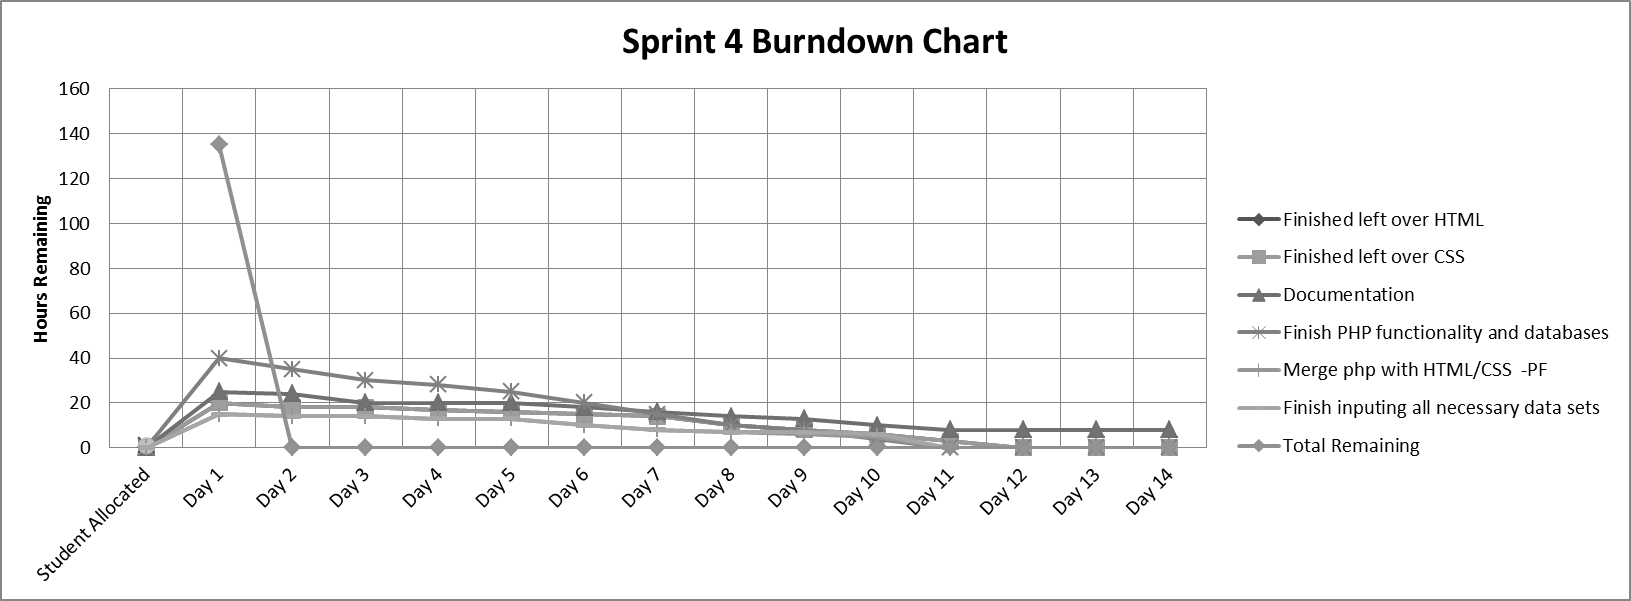 Sprint 4 Burndown Chart
Hours Remaining
160
140
120
100
80
60
40
20
0
Student Allocated
Day 1
Day 2
Day 3
Day 4
Day 5
Day 6
Day 7
Day 8
Day 9
Day 10
Day 11
Day 12
Day 13
Day 14
Finished left over HTML
Finished left over CSS
Documentation
Finish PHP functionality and databases
Merge php with HTML/CSS -PF
Finish inputing all necessary data sets
Total Remaining